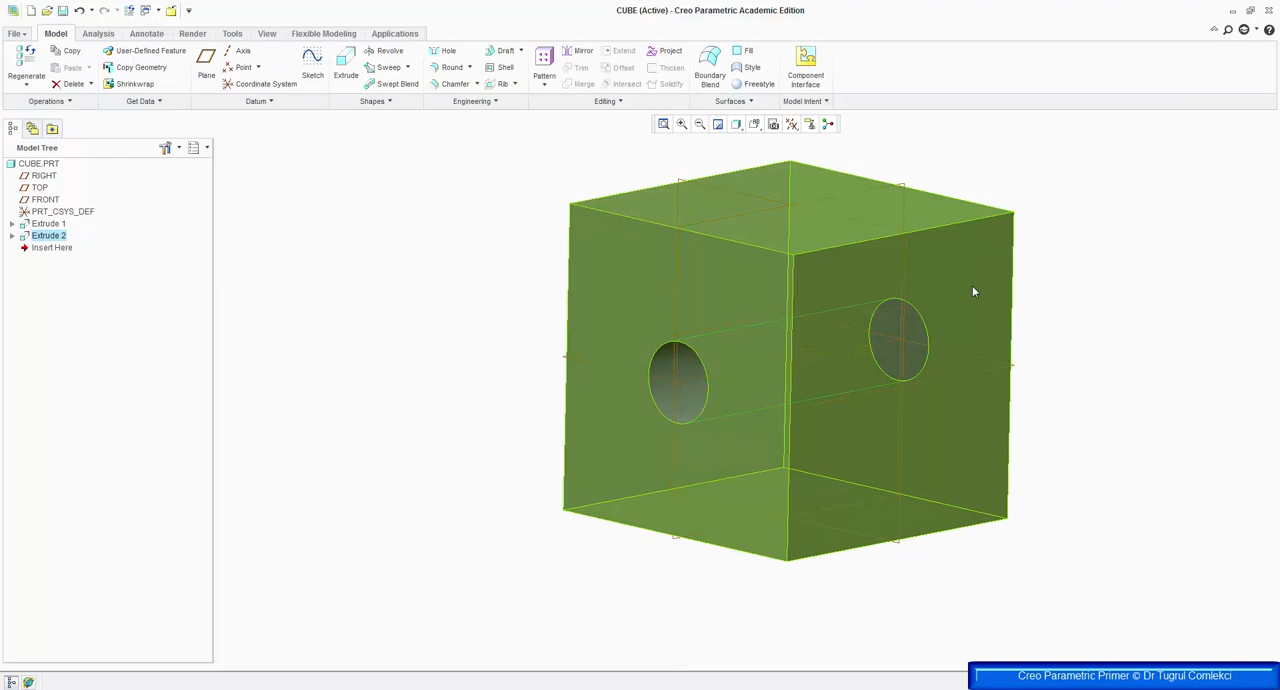 CUBE (Active) - Creo Parametric Academic Edition
File Model Analysis Annotate Render Tools View Flexible Modeling Applications
Regenerate
Copy
Paste
Delete
Operations
User-Defined Feature
Copy Geometry
Shrinkwrap
Get Data
Plane
Axis
Point
Coordinate System
Datum
Sketch
Extrude
Revolve
Sweep
Swept Blend
Shapes
Hole
Round
Chamfer
Draft
Shell
Rib
Engineering
Pattern
Mirror
Trim
Merge
Extend
Offset
Intersect
Project
Thicken
Solidify
Editing
Boundary
Blend
Fill
Style
Freestyle
Surfaces
Component
Interface
Model Intent
Model Tree
CUBE.PRT
RIGHT
TOP
FRONT
PRT_CSYS_DEF
Extrude 1
Extrude 2
Insert Here
Creo Parametric Primer © Dr Tugrul Comlekci